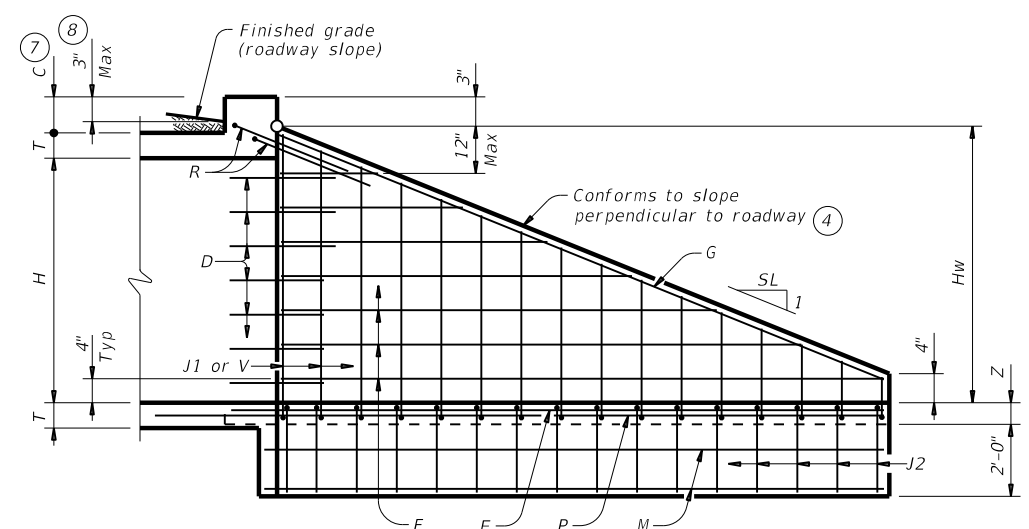 7
8
C
3"
Max
Finished grade
(roadway slope)
3"
T
12"
Max
R
Conforms to slope
perpendicular to roadway 4
G
SL
1
Hw
D
H
4"
Typ
J1 or V
4"
Z
T
J2
2'-0"
F
P
M